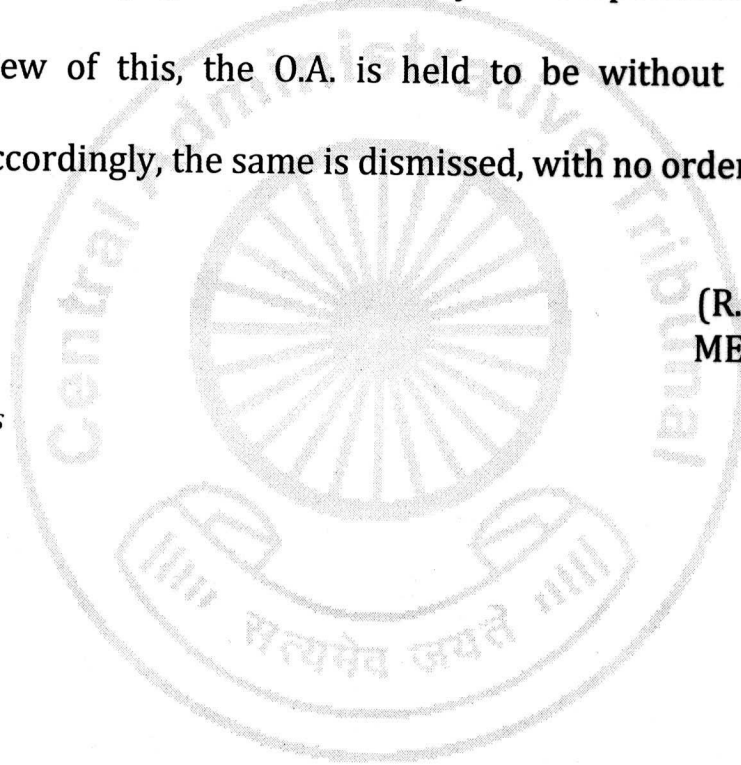 ew of this, the O.A. is held to be without
ccordingly, the same is dismissed, with no order
(R.
ME
s
Central Administrative Tribunal
सत्यमेव जयते